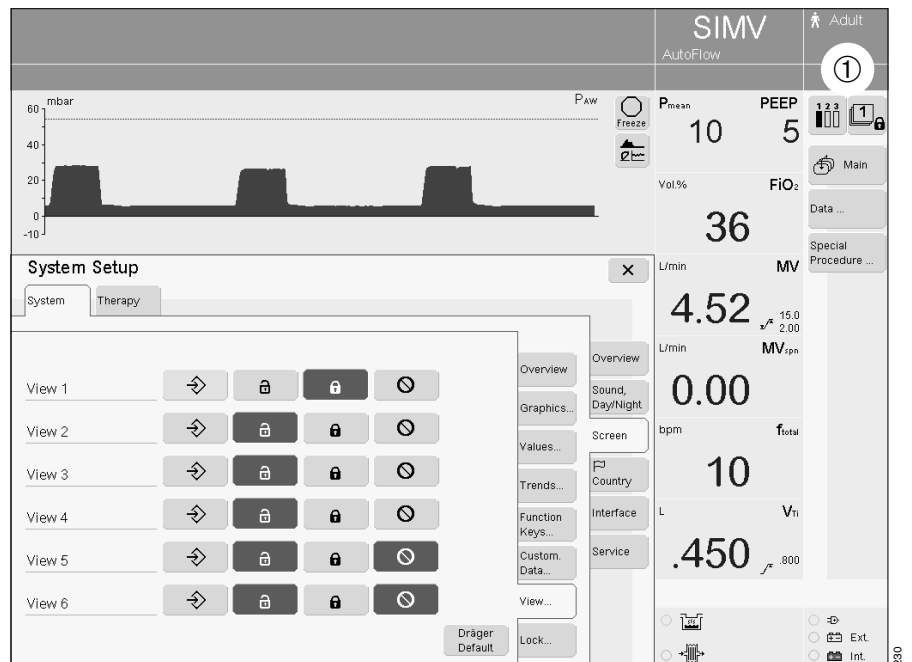 SIMV
AutoFlow
Adult
①
mbar
PAW
60
40
20
0
-10
Freeze
Pmean
PEEP
10
5
1 2 3
1
Main
Vol.%
FiO2
36
Data ...
Special
Procedure ...
System Setup
System
Therapy
L/min
MV
4.52
15.0
2.00
View 1
View 2
View 3
View 4
View 5
View 6
Overview
Graphics...
Values...
Trends...
Function
Keys...
Custom.
Data...
View...
Lock...
Dräger
Default
Overview
Sound,
Day/Night
Screen
Country
Interface
Service
L/min
MVspn
0.00
bpm
ftotal
10
L
VTi
.450
.800
Ext.
Int.